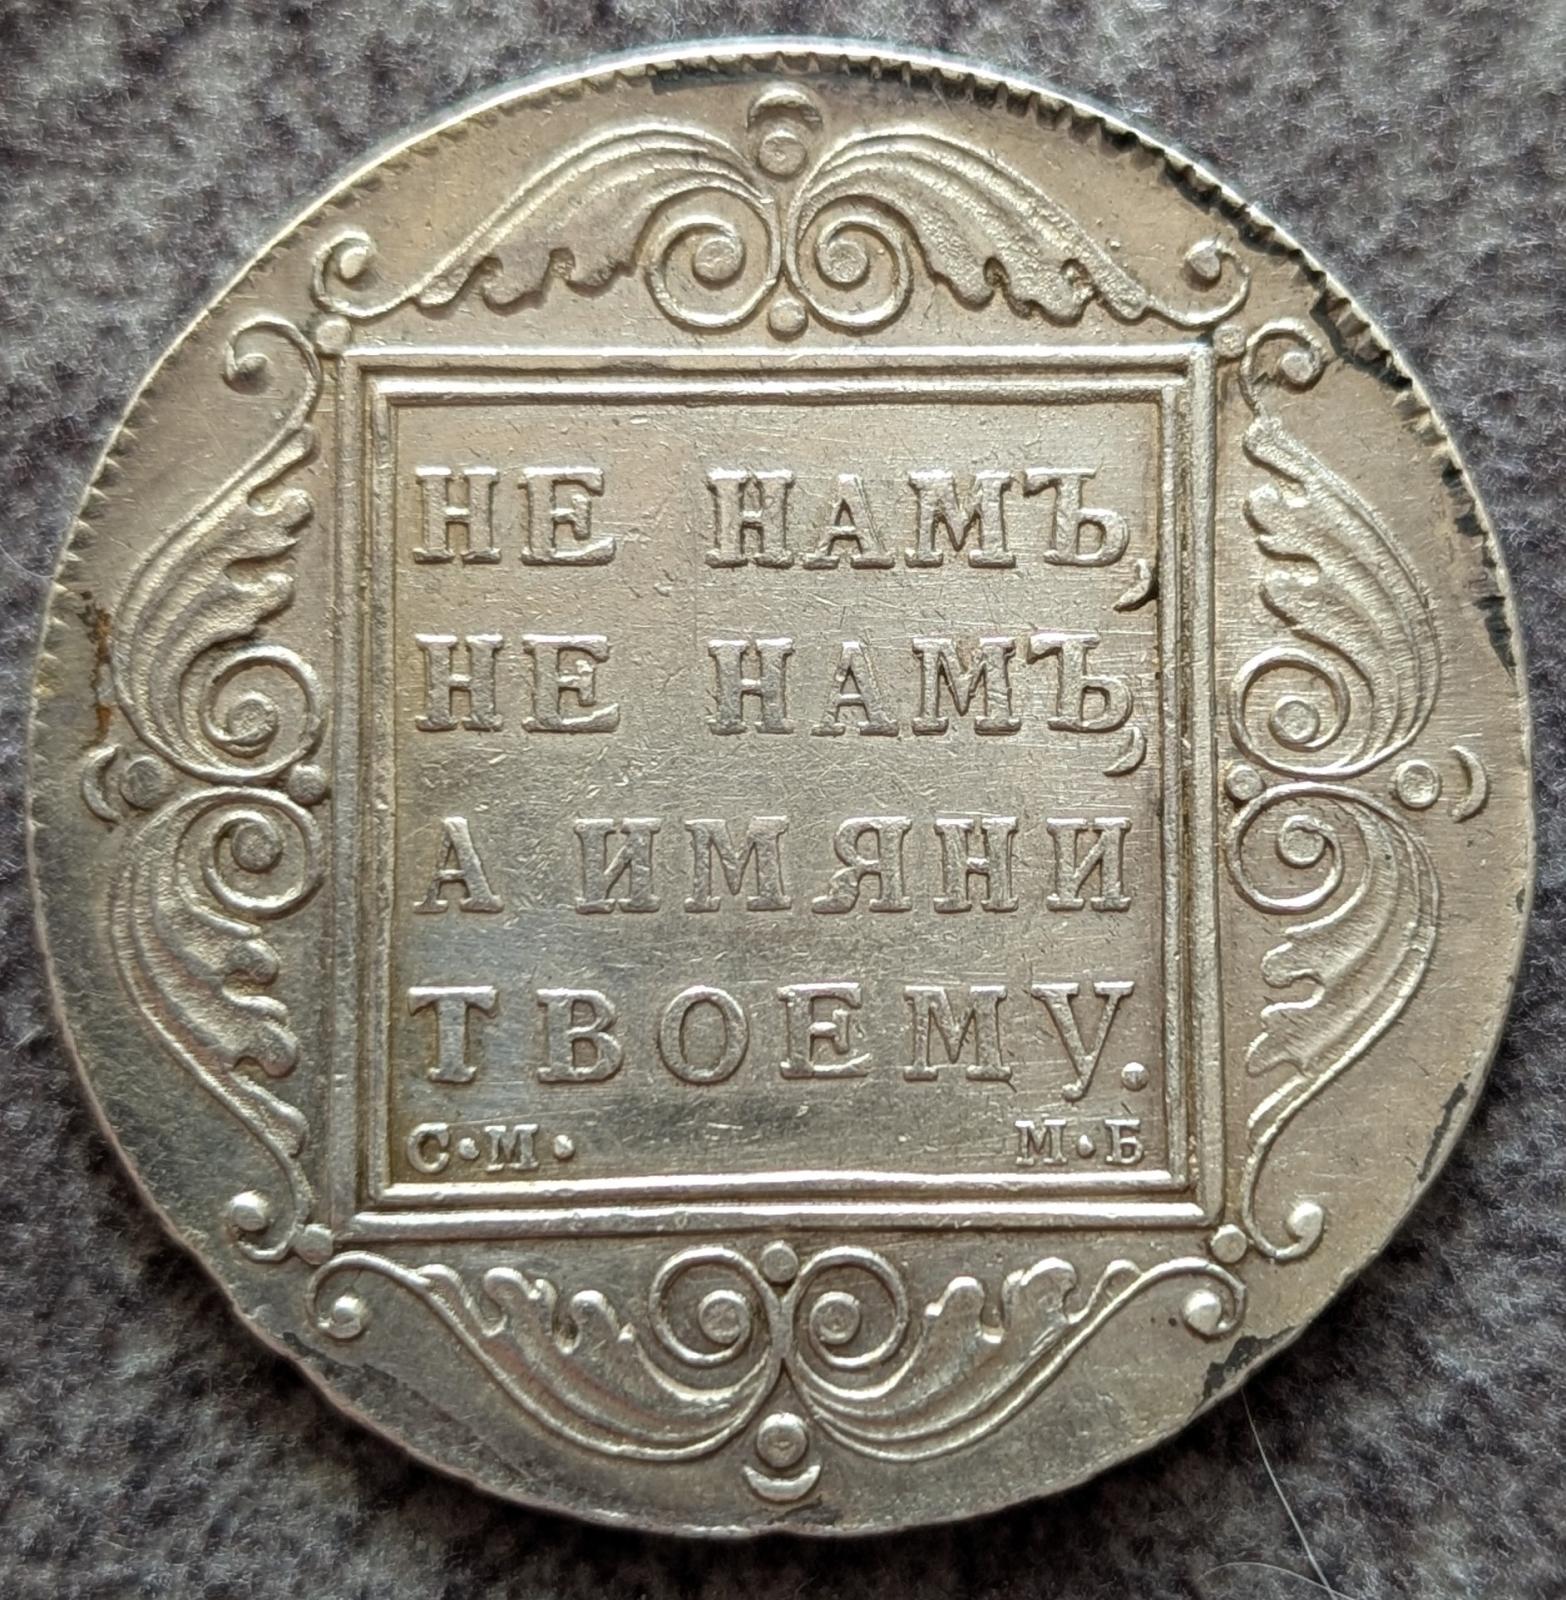 НЕ НАМЪ,
НЕ НАМЪ,
А ИМЯНИ
ТВОЕМУ.
С•М• М•Б